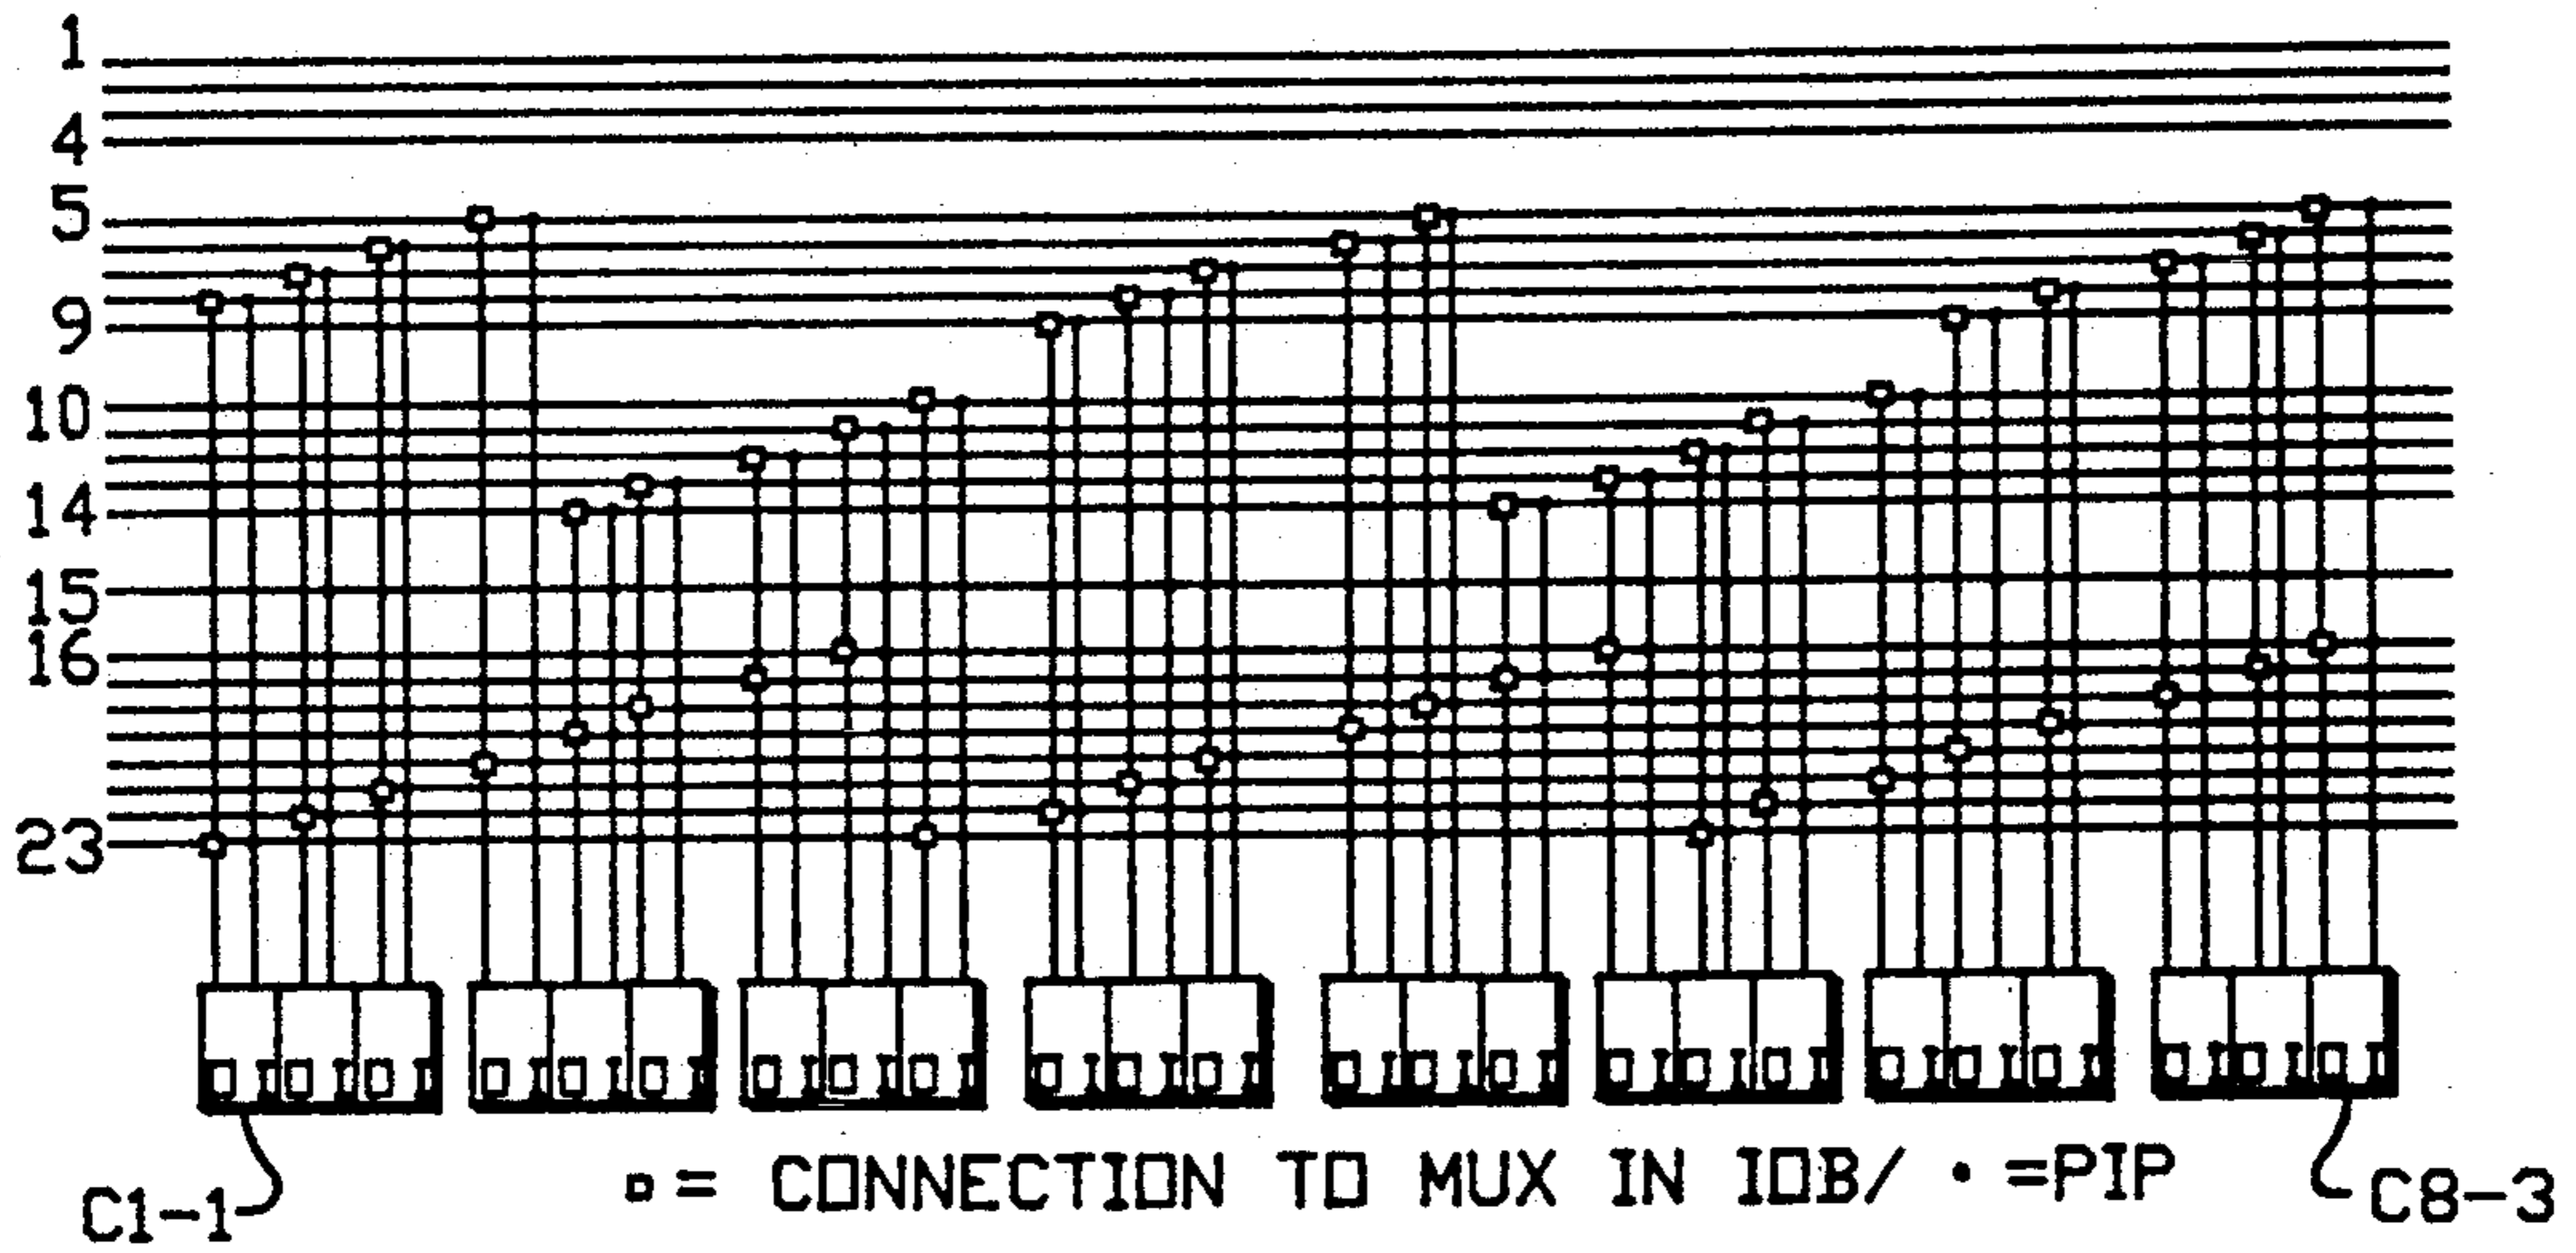 1
4
5
9
10
14
15
16
23
O I O I O I O I O I O I O I O I O I O I O I O I O I O I O I O I O I O I O I O I O I O I O I O I
▫ = CONNECTION TO MUX IN IOB/ • =PIP
C1-1
C8-3